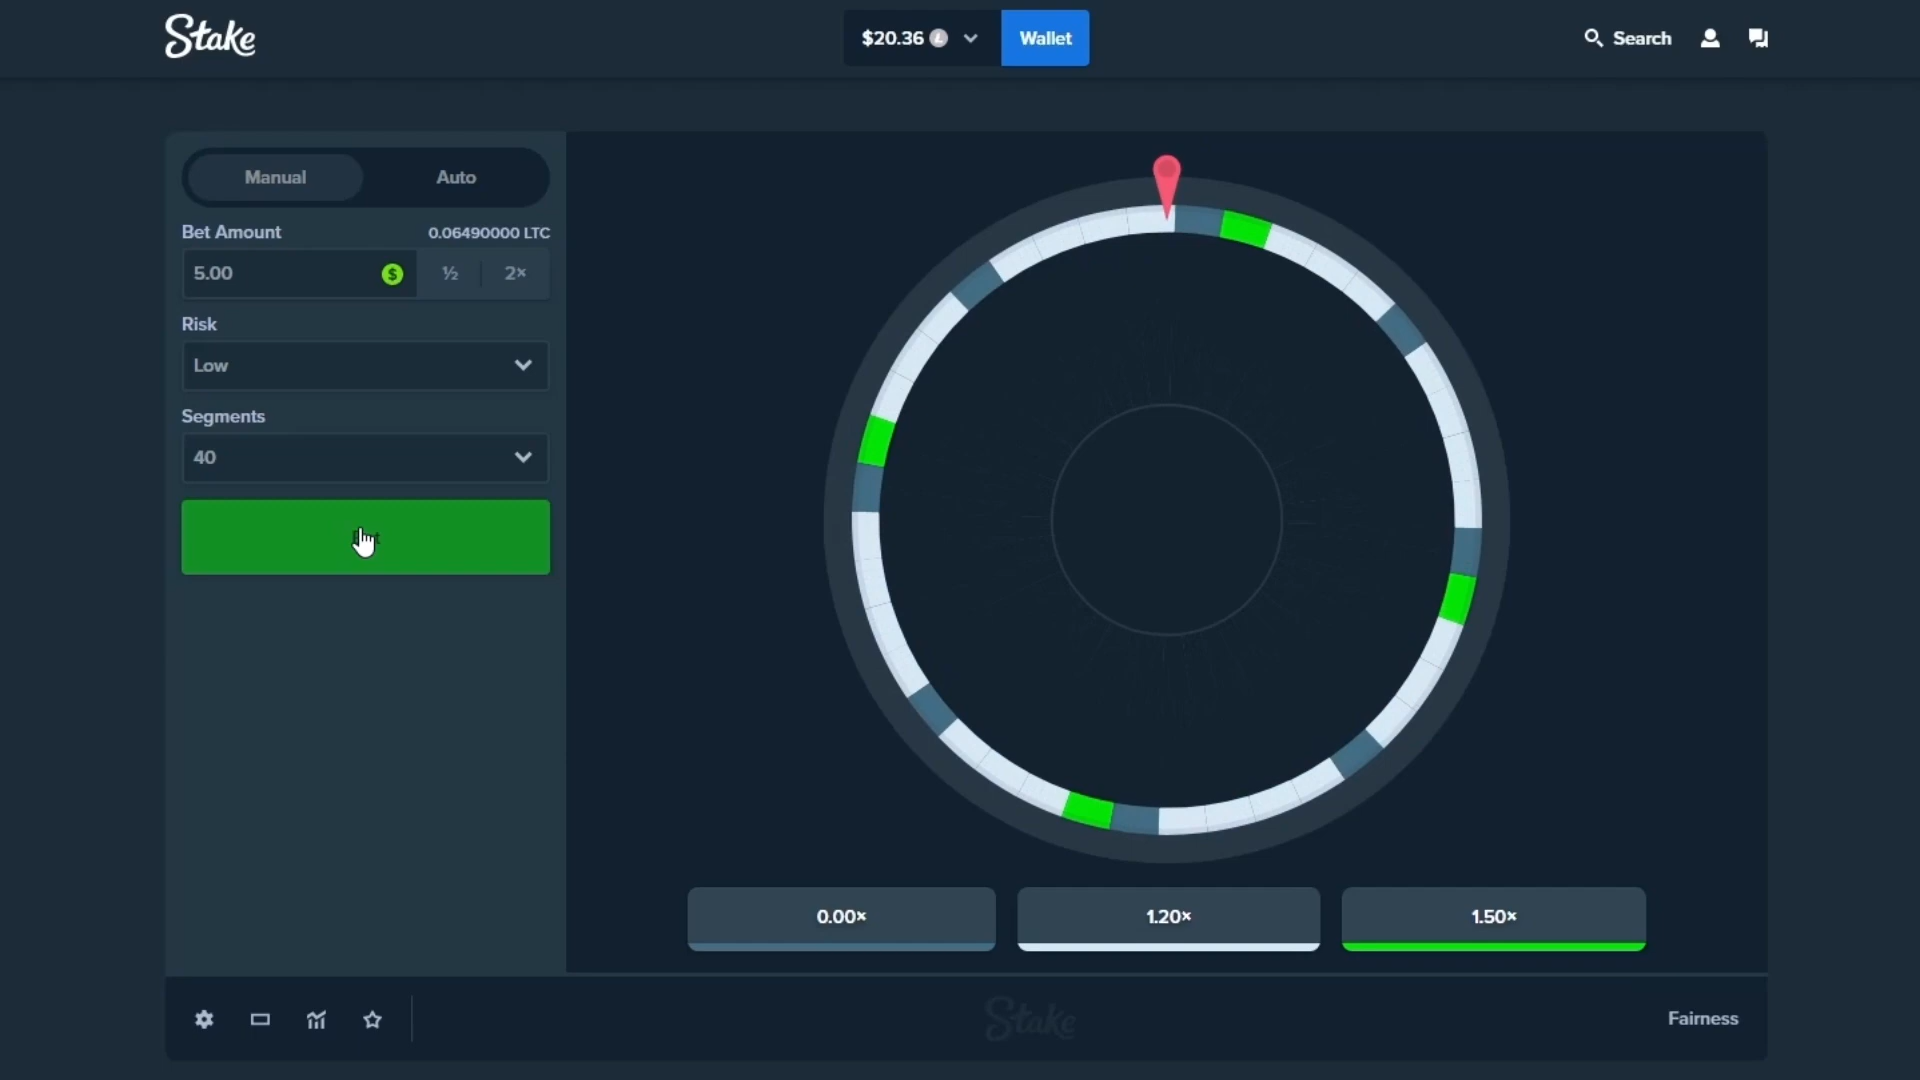 Stake
$20.36
Wallet
Search
Manual
Auto
Bet Amount
0.06490000 LTC
5.00
$
½
2×
Risk
Low
Segments
40
0.00×
1.20×
1.50×
Stake
Fairness